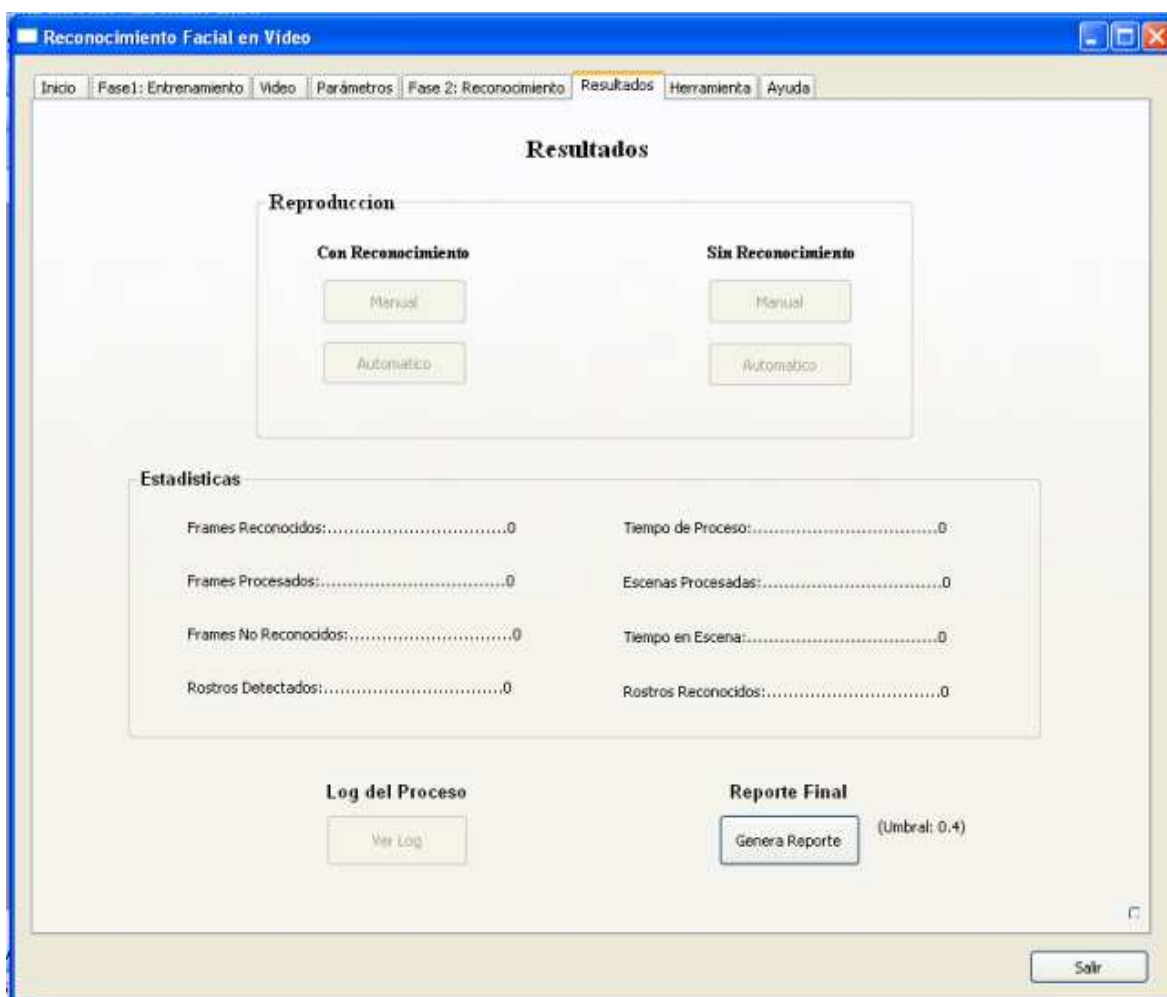 Reconocimiento Facial en Vídeo
Inicio Fase1: Entrenamiento Video Parámetros Fase 2: Reconocimiento Resultados Herramienta Ayuda
Resultados
Reproduccion
Con Reconocimiento Sin Reconocimiento
Manual Manual
Automatico Automatico
Estadisticas
Frames Reconocidos:..................................0 Tiempo de Proceso:..................................0
Frames Procesados:..................................0 Escenas Procesadas:..................................0
Frames No Reconocidos:...............................0 Tiempo en Escena:....................................0
Rostros Detectados:..................................0 Rostros Reconocidos:.................................0
Log del Proceso Reporte Final
Ver Log Genera Reporte (Umbral: 0.4)
Salir